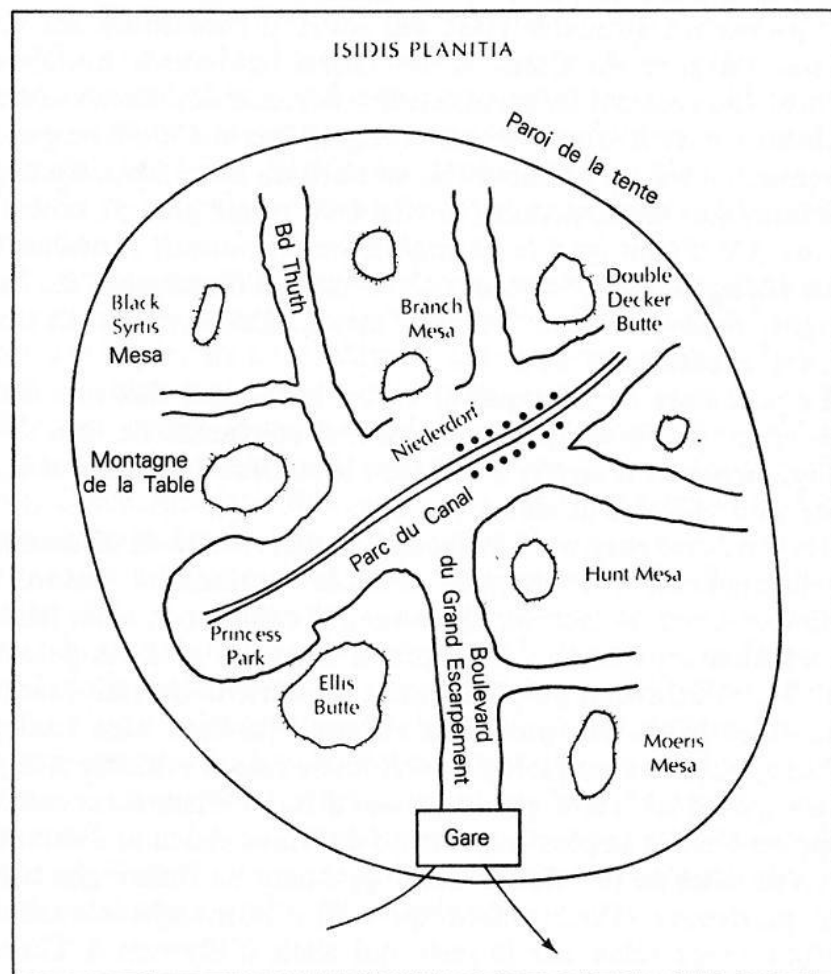 ISIDIS PLANITIA
Paroi de la tente
Bd Thuth
Double
Decker
Butte
Black
Syrtis
Mesa
Branch
Mesa
Niederdorf
Montagne
de la Table
Parc du Canal
Hunt Mesa
Princess
Park
Ellis
Butte
Boulevard
du Grand Escarpement
Moeris
Mesa
Gare